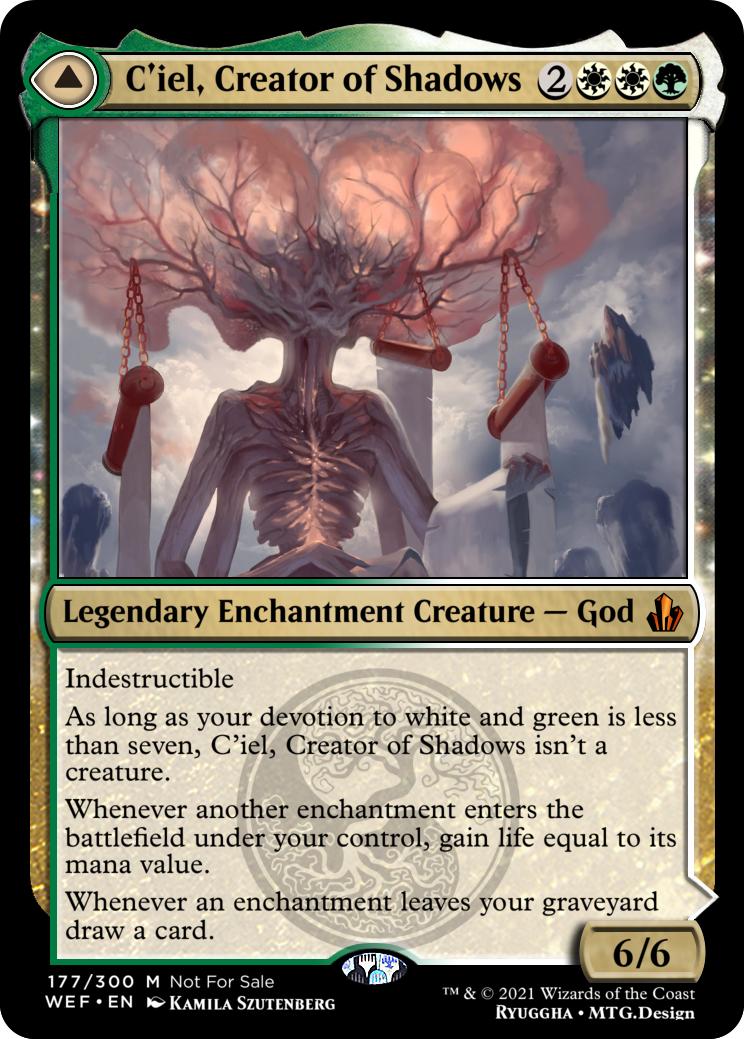 C'iel, Creator of Shadows 2
Legendary Enchantment Creature — God
Indestructible
As long as your devotion to white and green is less
than seven, C'iel, Creator of Shadows isn't a
creature.
Whenever another enchantment enters the
battlefield under your control, gain life equal to its
mana value.
Whenever an enchantment leaves your graveyard
draw a card.
6/6
177/300 M Not For Sale
WEF • EN Kamila Szutenberg
™ & © 2021 Wizards of the Coast
Ryuggha • MTG.Design